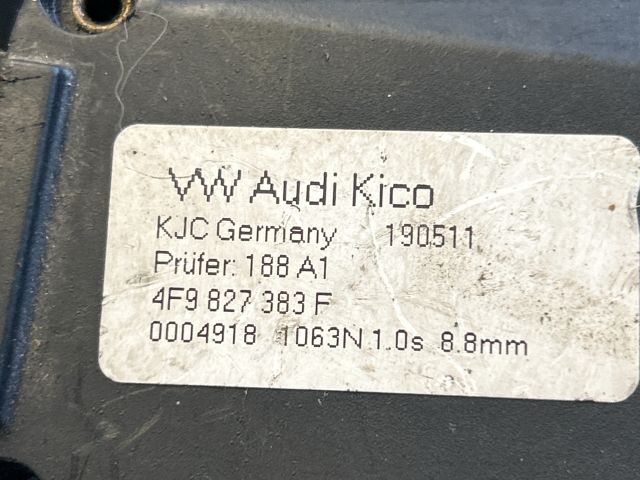 VW Audi Kico
KJC Germany 190511
Prüfer: 188 A1
4F9 827 383 F
0004918 1063N 1.0s 8.8mm